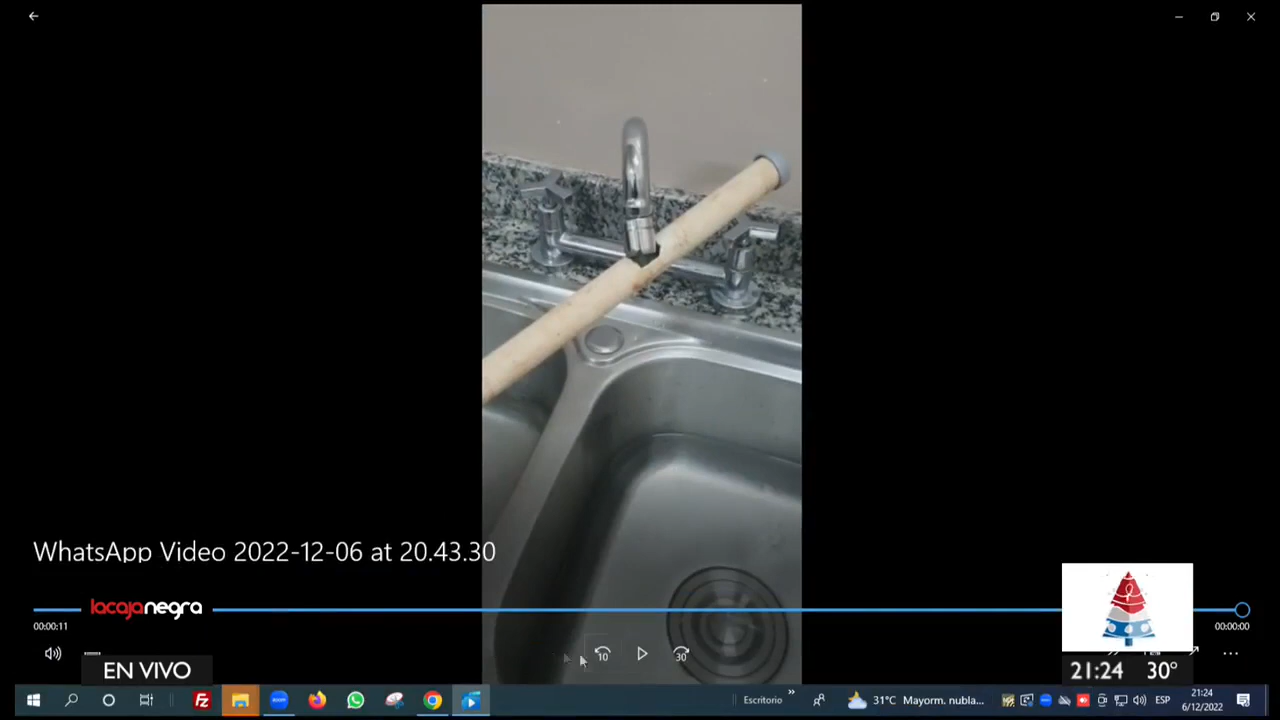 WhatsApp Video 2022-12-06 at 20.43.30
lacajanegra
00:00:11
00:00:00
10
30
EN VIVO
21:24 30°
Escritorio
31°C Mayorm. nubla...
ESP
21:24
6/12/2022